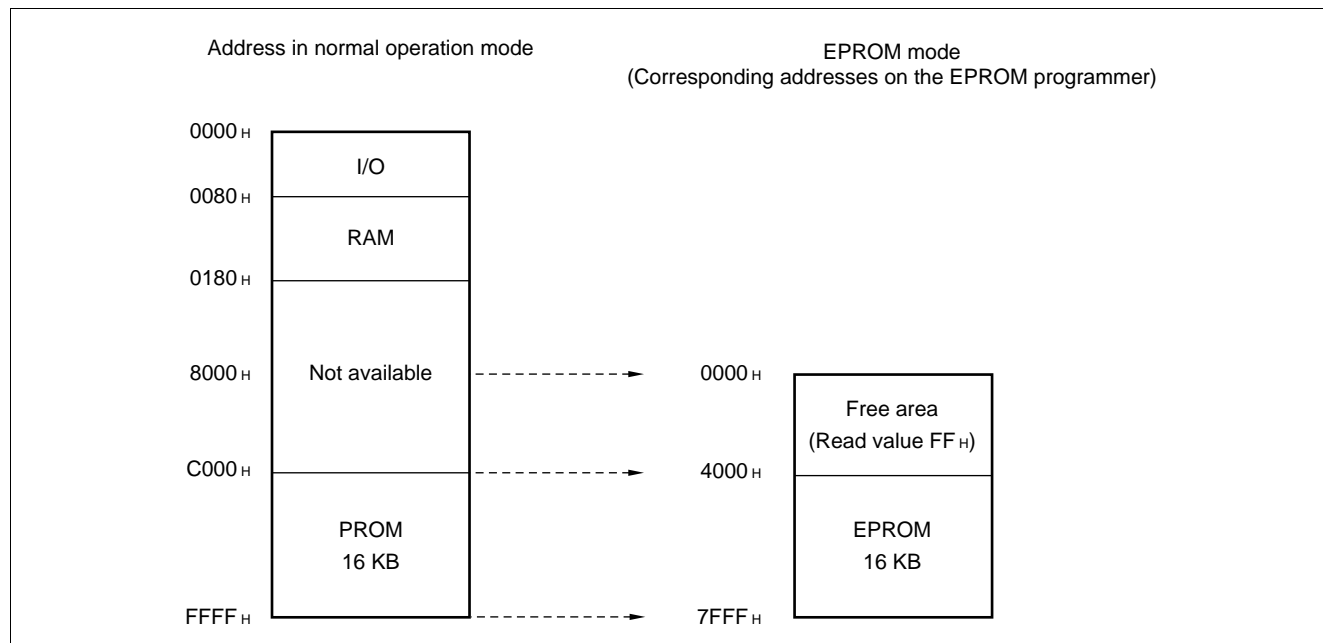 Address in normal operation mode
EPROM mode
(Corresponding addresses on the EPROM programmer)
0000 H
I/O
0080 H
RAM
0180 H
8000 H
Not available
0000 H
Free area
(Read value FF H)
C000 H
4000 H
PROM
16 KB
EPROM
16 KB
FFFF H
7FFF H